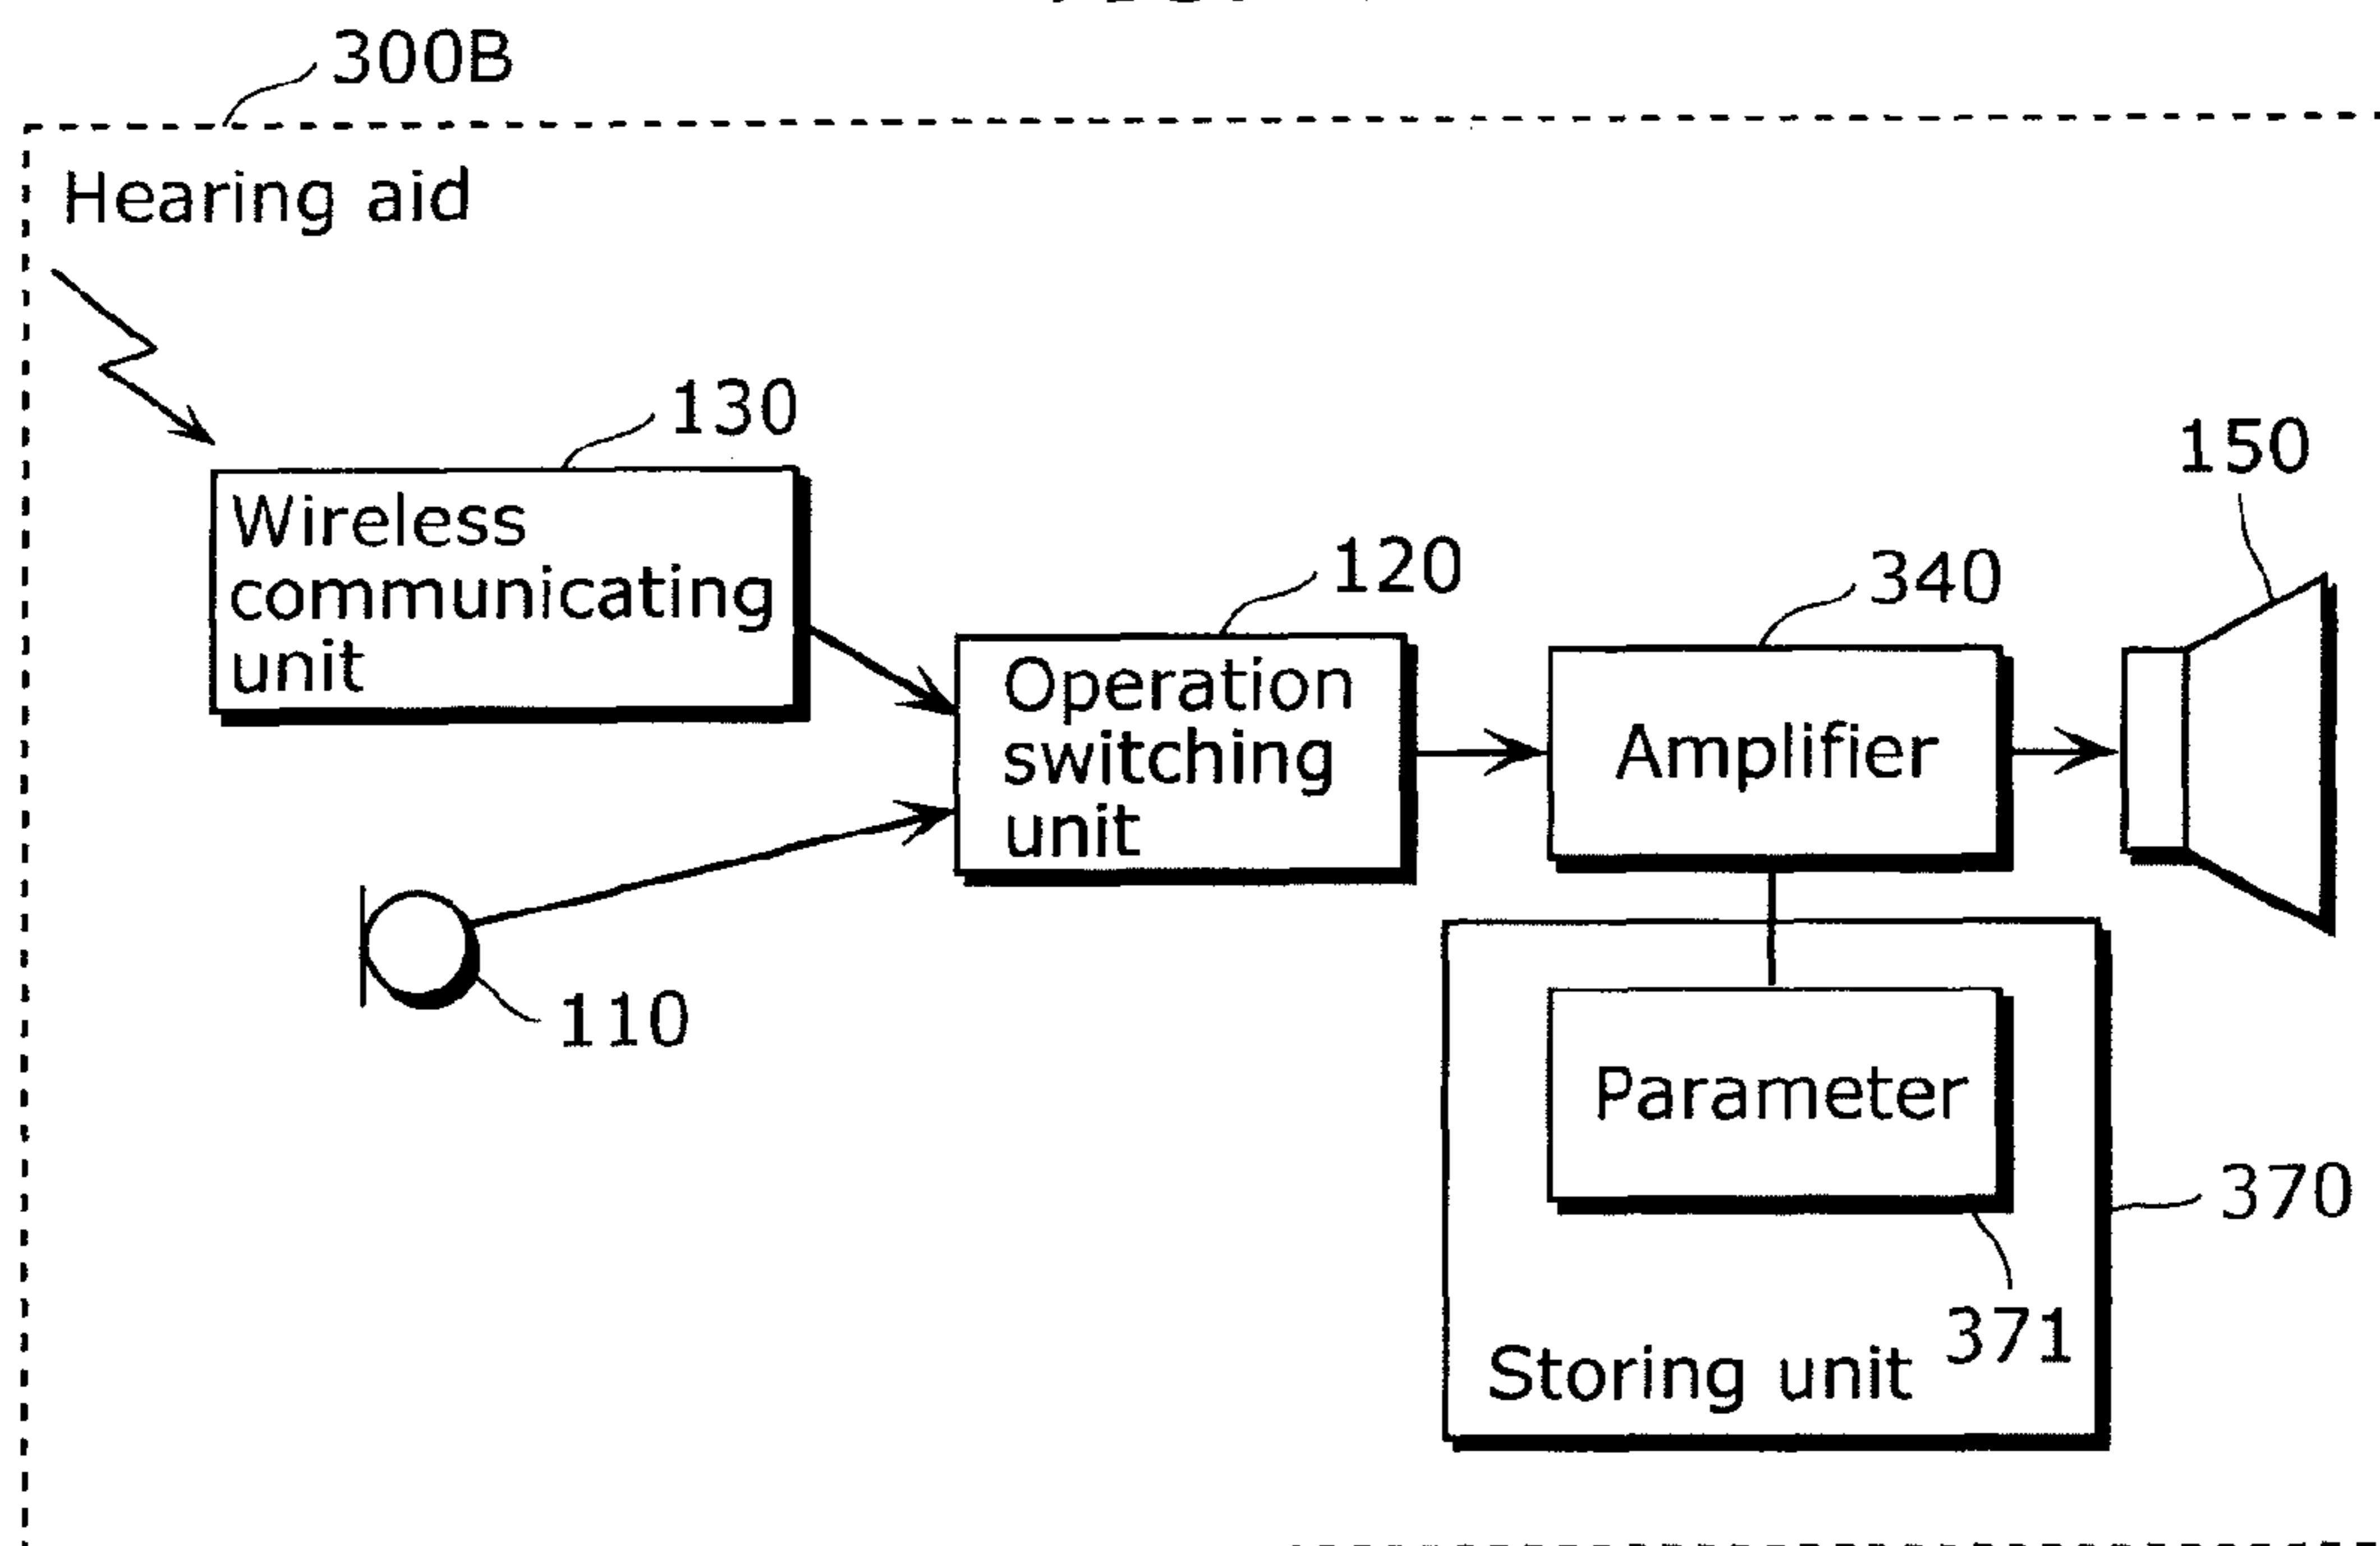 300B
Hearing aid
130
Wireless
communicating
unit
120
Operation
switching
unit
340
Amplifier
150
110
Parameter
370
371
Storing unit